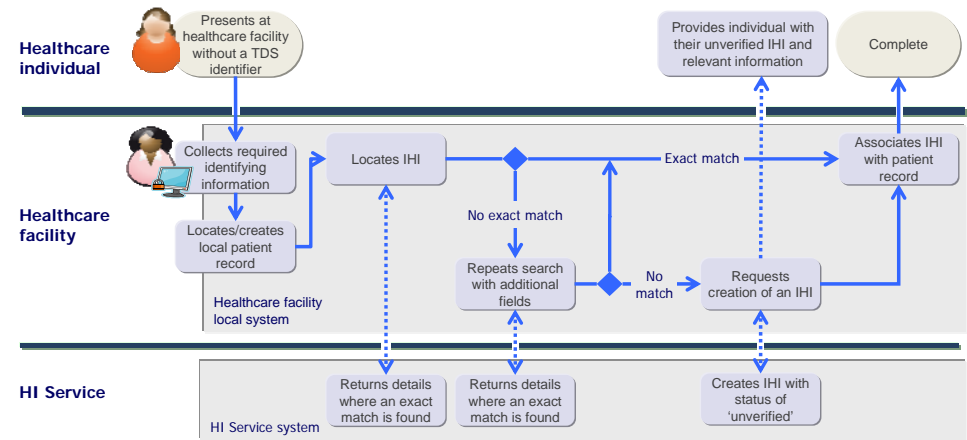 Healthcare
individual
Presents at
healthcare facility
without a TDS
identifier
Provides individual with
their unverified IHI and
relevant information
Complete
Healthcare
facility
Collects required
identifying
information
Locates IHI
Exact match
Associates IHI
with patient
record
Locates/creates
local patient
record
No exact match
Repeats search
with additional
fields
No
match
Requests
creation of an IHI
Healthcare facility
local system
HI Service
Returns details
where an exact
match is found
Returns details
where an exact
match is found
Creates IHI with
status of
‘unverified’
HI Service system